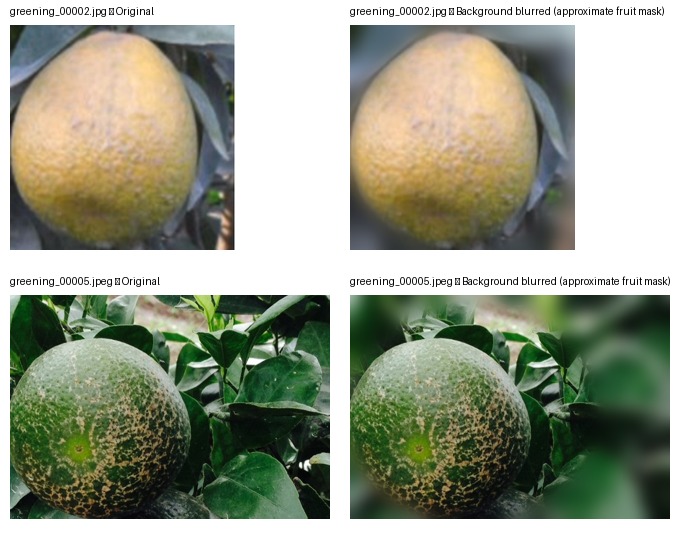 greening_00002.jpg ▯ Original
greening_00002.jpg ▯ Background blurred (approximate fruit mask)
greening_00005.jpeg ▯ Original
greening_00005.jpeg ▯ Background blurred (approximate fruit mask)